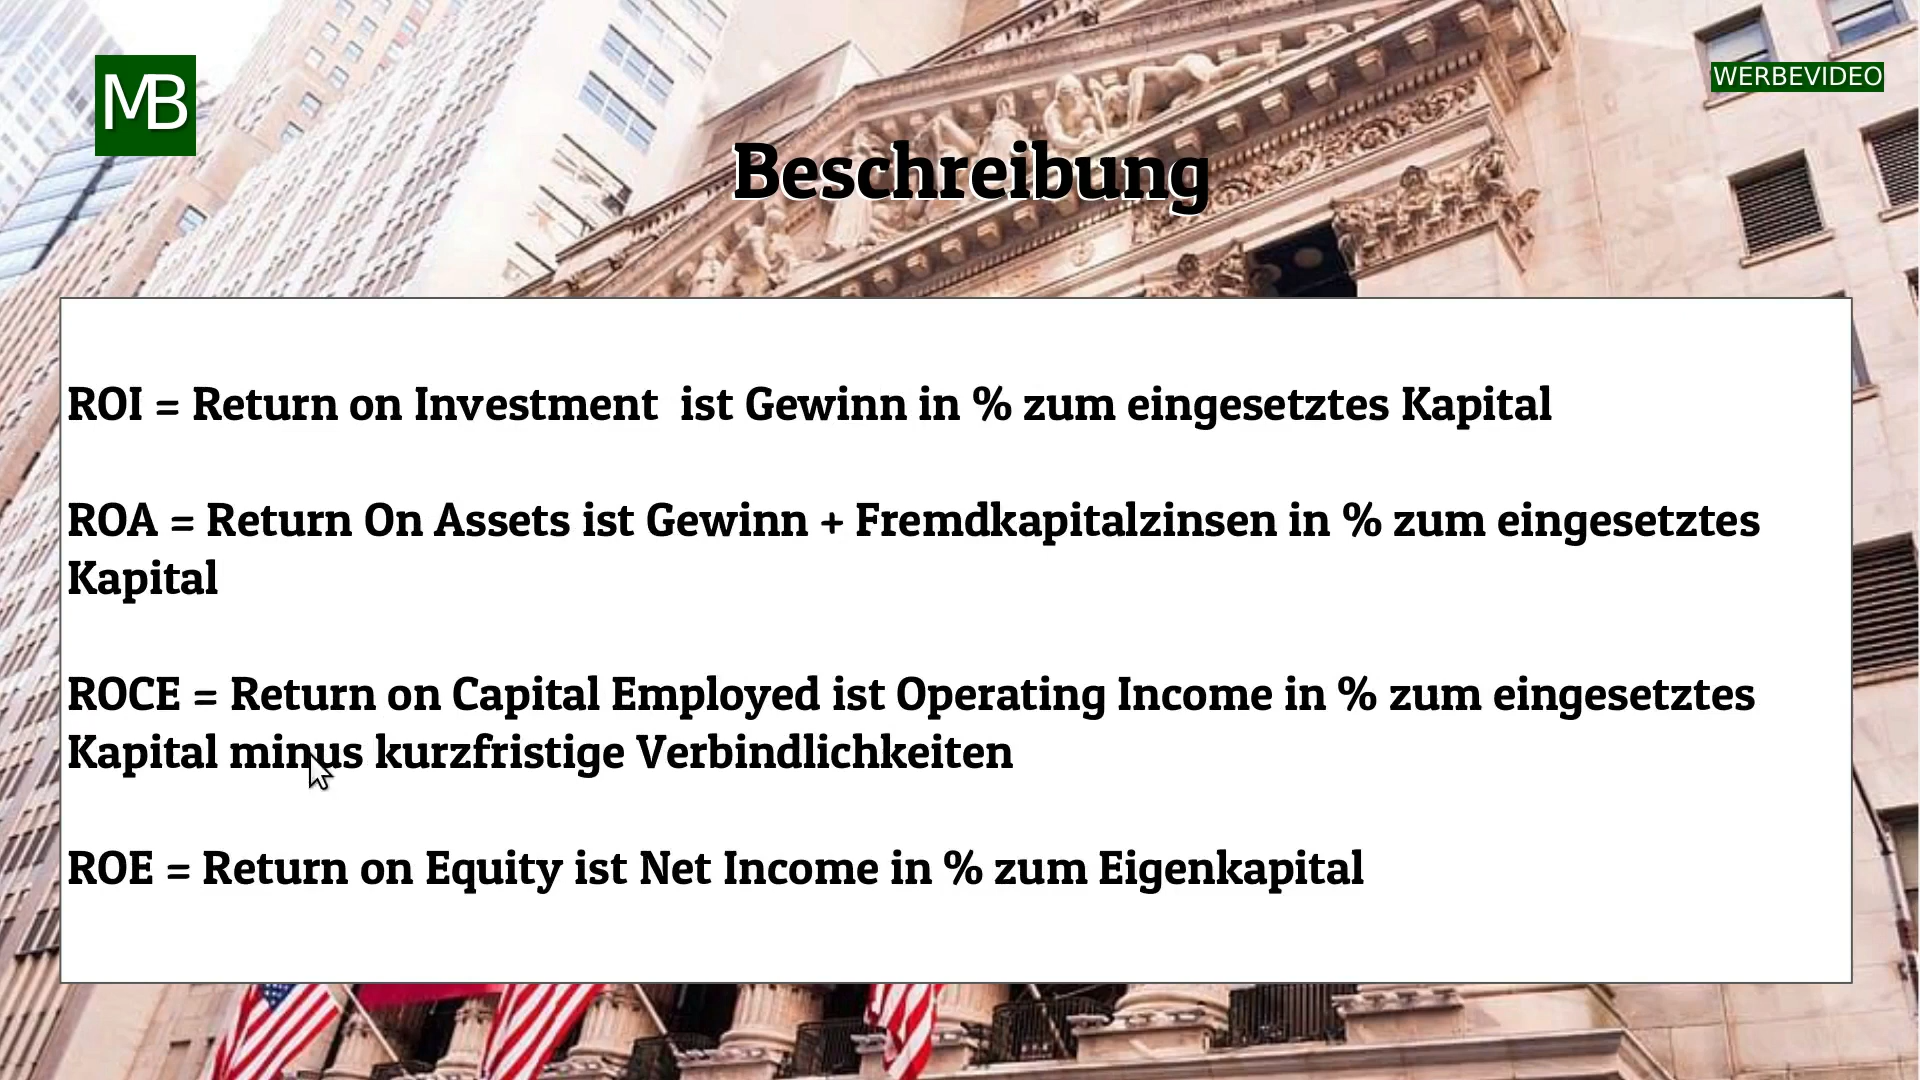 MB
WERBEVIDEO
Beschreibung
ROI = Return on Investment  ist Gewinn in % zum eingesetztes Kapital
ROA = Return On Assets ist Gewinn + Fremdkapitalzinsen in % zum eingesetztes
Kapital
ROCE = Return on Capital Employed ist Operating Income in % zum eingesetztes
Kapital minus kurzfristige Verbindlichkeiten
ROE = Return on Equity ist Net Income in % zum Eigenkapital